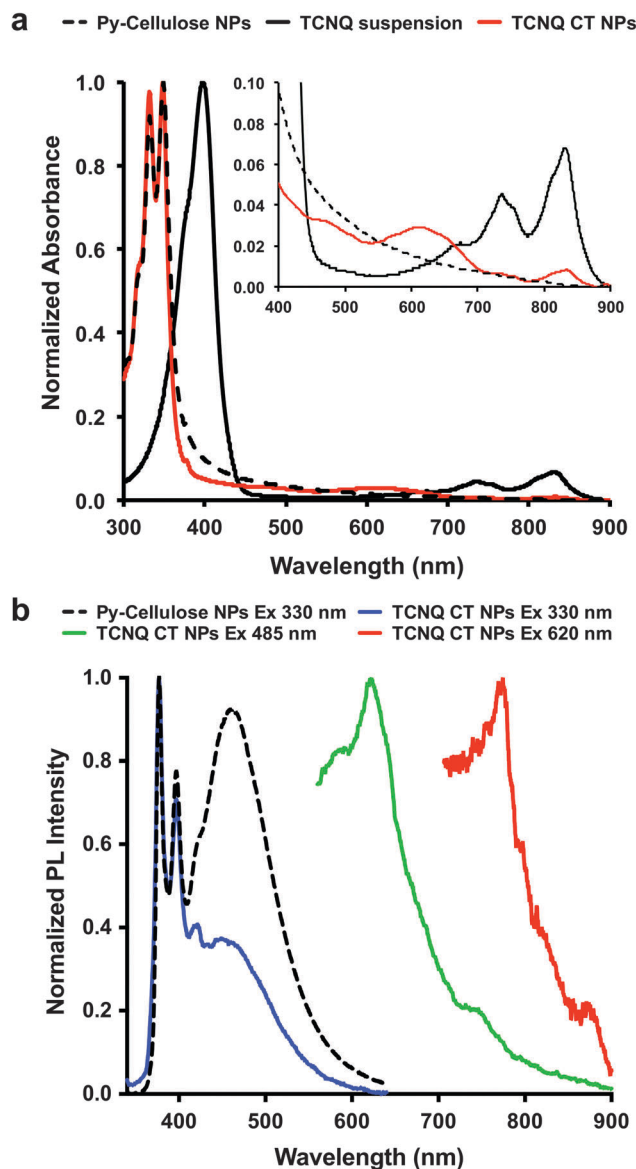 a
Py-Cellulose NPs TCNQ suspension TCNQ CT NPs
Normalized Absorbance
1.0
0.8
0.6
0.4
0.2
0.0
300 400 500 600 700 800 900
Wavelength (nm)
0.10
0.08
0.06
0.04
0.02
0.00
400 500 600 700 800 900
b
Py-Cellulose NPs Ex 330 nm TCNQ CT NPs Ex 330 nm
TCNQ CT NPs Ex 485 nm TCNQ CT NPs Ex 620 nm
Normalized PL Intensity
1.0
0.8
0.6
0.4
0.2
0.0
400 500 600 700 800 900
Wavelength (nm)